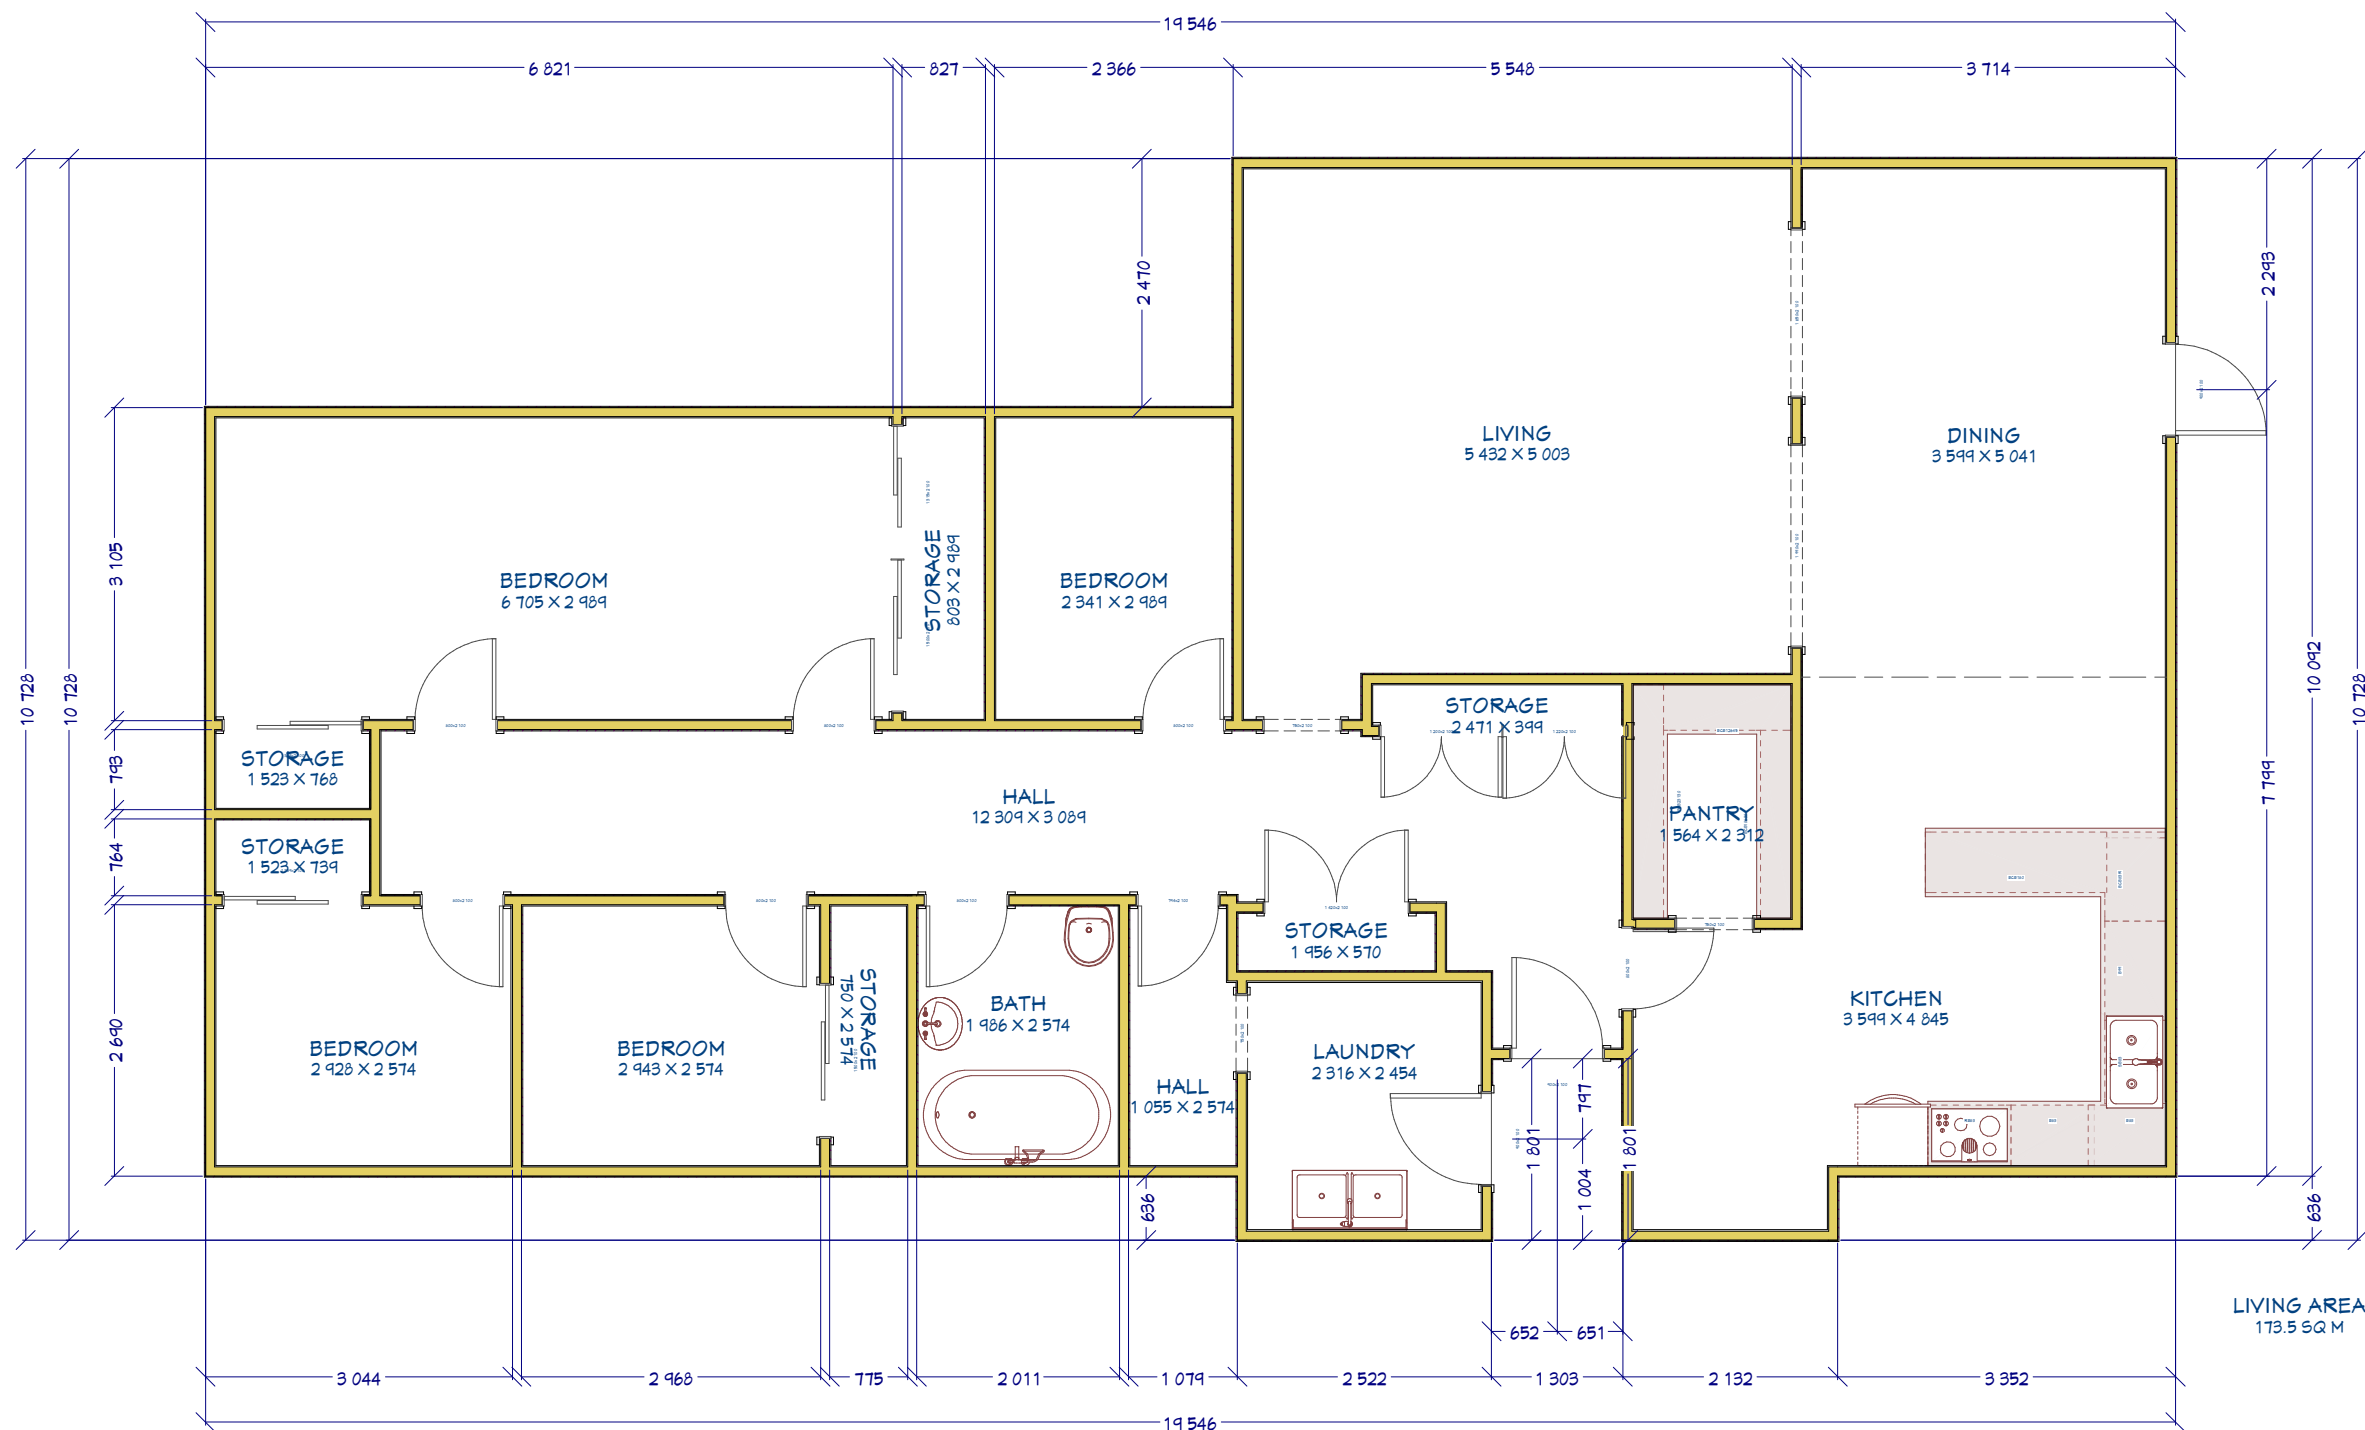 19 546
6 821
827
2 366
5 548
3 714
10 728
10 728
2 470
2 293
10 092
10 728
7 799
636
3 105
793
764
2 690
LIVING
5 432 X 5 003
DINING
3 599 X 5 041
BEDROOM
6 705 X 2 989
STORAGE
803 X 2 989
BEDROOM
2 341 X 2 989
STORAGE
2 471 X 399
STORAGE
1 523 X 768
HALL
12 309 X 3 089
PANTRY
1 564 X 2 312
STORAGE
1 523 X 739
STORAGE
1 956 X 570
BEDROOM
2 928 X 2 574
BEDROOM
2 943 X 2 574
STORAGE
750 X 2 574
BATH
1 986 X 2 574
HALL
1 055 X 2 574
LAUNDRY
2 316 X 2 454
KITCHEN
3 599 X 4 845
636
1 801
797
1 004
1 801
LIVING AREA
173.5 SQ M
652
651
3 044
2 968
775
2 011
1 079
2 522
1 303
2 132
3 352
19 546